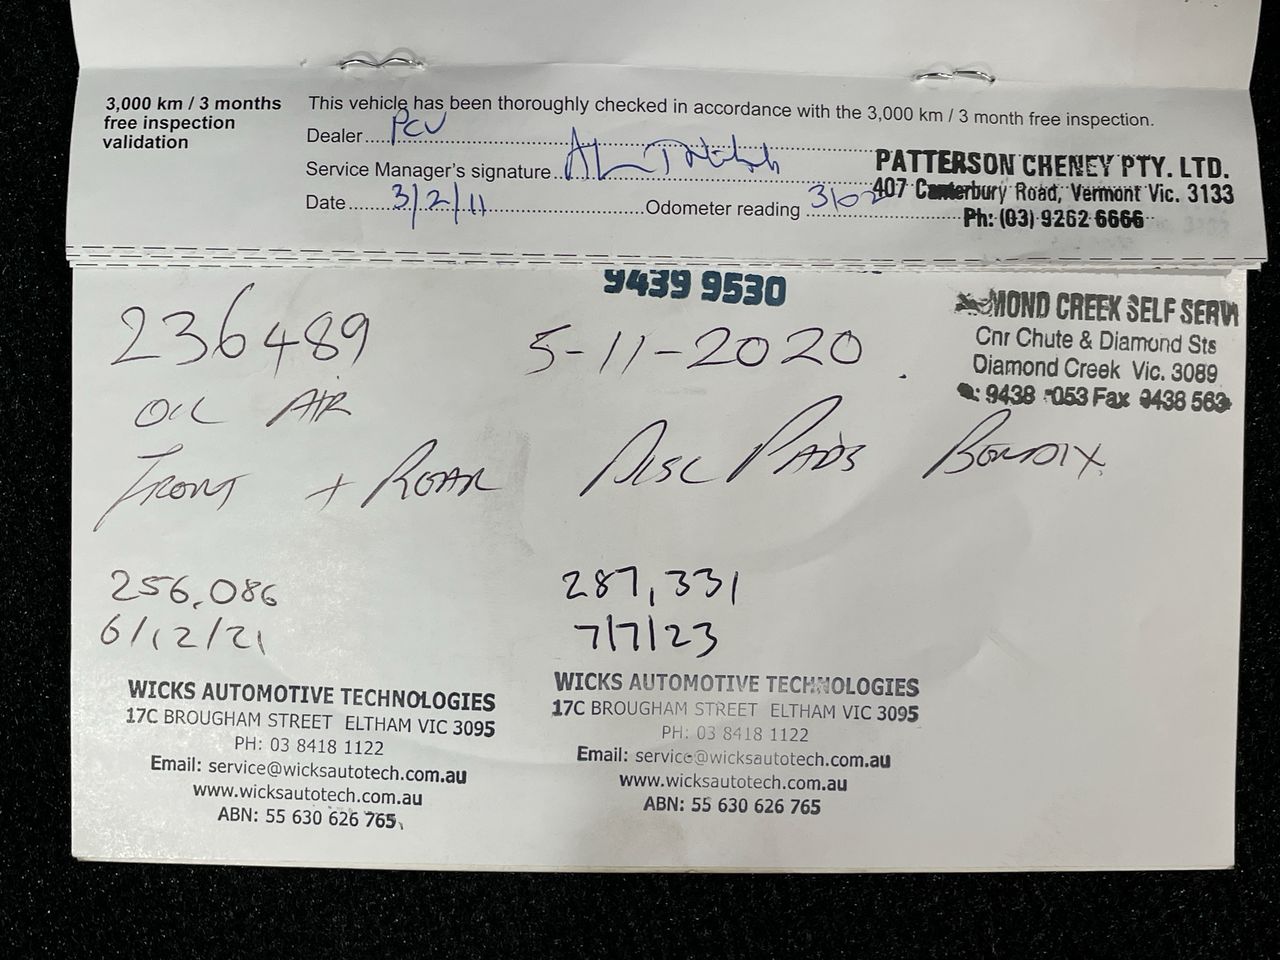 3,000 km / 3 months
free inspection
validation
This vehicle has been thoroughly checked in accordance with the 3,000 km / 3 month free inspection.
Dealer PCV
Service Manager's signature
PATTERSON CHENEY PTY. LTD.
407 Canterbury Road, Vermont Vic. 3133
Ph: (03) 9262 6666
Date 3/2/11 Odometer reading
9439 9530
236489 5-11-2020
MOND CREEK SELF SERVI
Cnr Chute & Diamond Sts
Diamond Creek Vic. 3089
9438 053 Fax 9438 563
OIL AIR
FRONT + REAR DISC PADS BENDIX
256,086
6/12/21
WICKS AUTOMOTIVE TECHNOLOGIES
17C BROUGHAM STREET ELTHAM VIC 3095
PH: 03 8418 1122
Email: service@wicksautotech.com.au
www.wicksautotech.com.au
ABN: 55 630 626 765
287,331
7/7/23
WICKS AUTOMOTIVE TECHNOLOGIES
17C BROUGHAM STREET ELTHAM VIC 3095
PH: 03 8418 1122
Email: service@wicksautotech.com.au
www.wicksautotech.com.au
ABN: 55 630 626 765